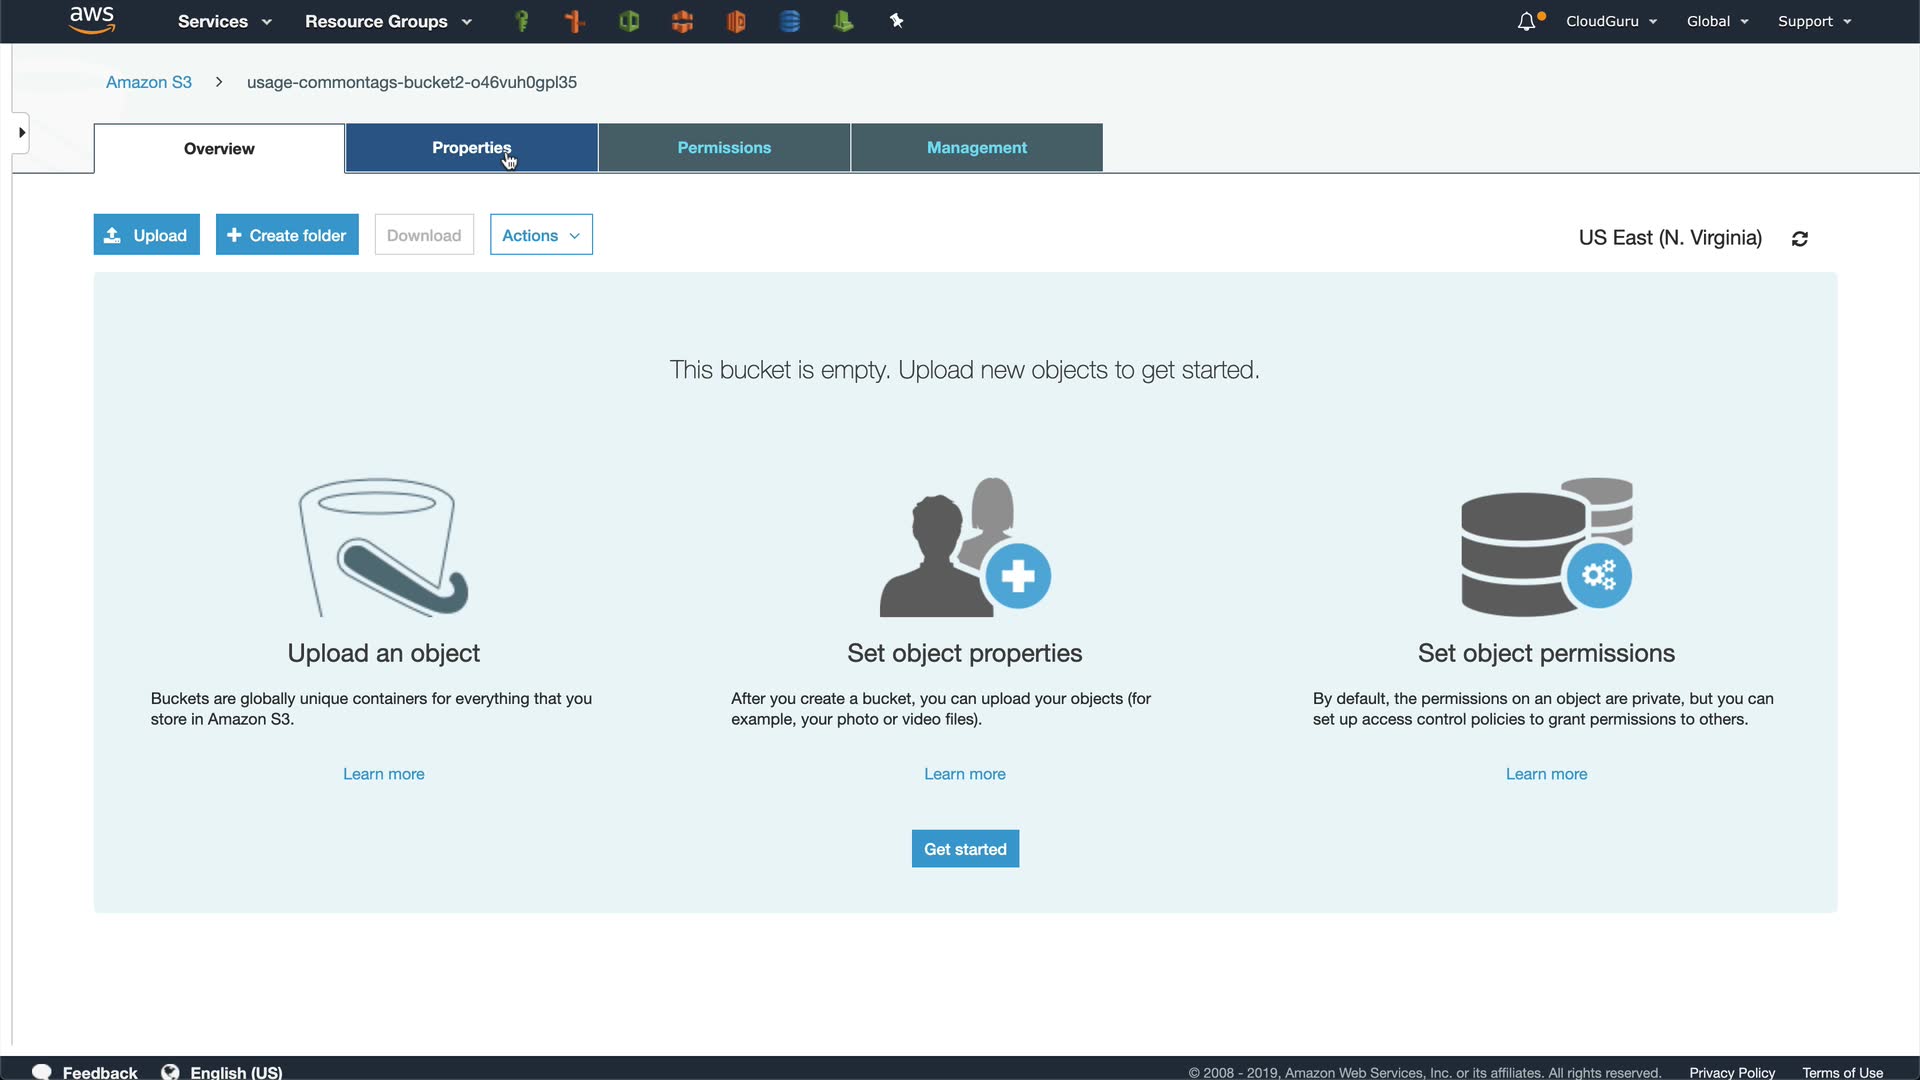 aws Services Resource Groups CloudGuru Global Support
Amazon S3 > usage-commontags-bucket2-o46vuh0gpl35
Overview Properties Permissions Management
Upload Create folder Download Actions US East (N. Virginia)
This bucket is empty. Upload new objects to get started.
Upload an object
Buckets are globally unique containers for everything that you
store in Amazon S3.
Learn more
Set object properties
After you create a bucket, you can upload your objects (for
example, your photo or video files).
Learn more
Set object permissions
By default, the permissions on an object are private, but you can
set up access control policies to grant permissions to others.
Learn more
Get started
Feedback English (US) © 2008 - 2019, Amazon Web Services, Inc. or its affiliates. All rights reserved. Privacy Policy Terms of Use